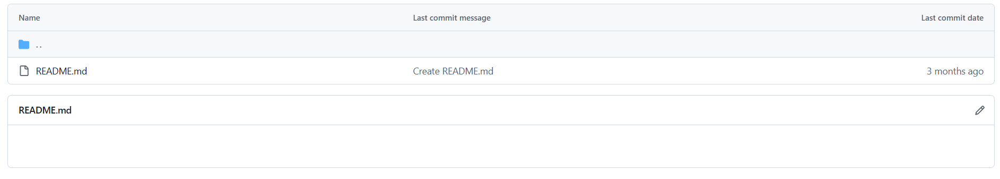 Name Last commit message Last commit date
..
README.md Create README.md 3 months ago
README.md